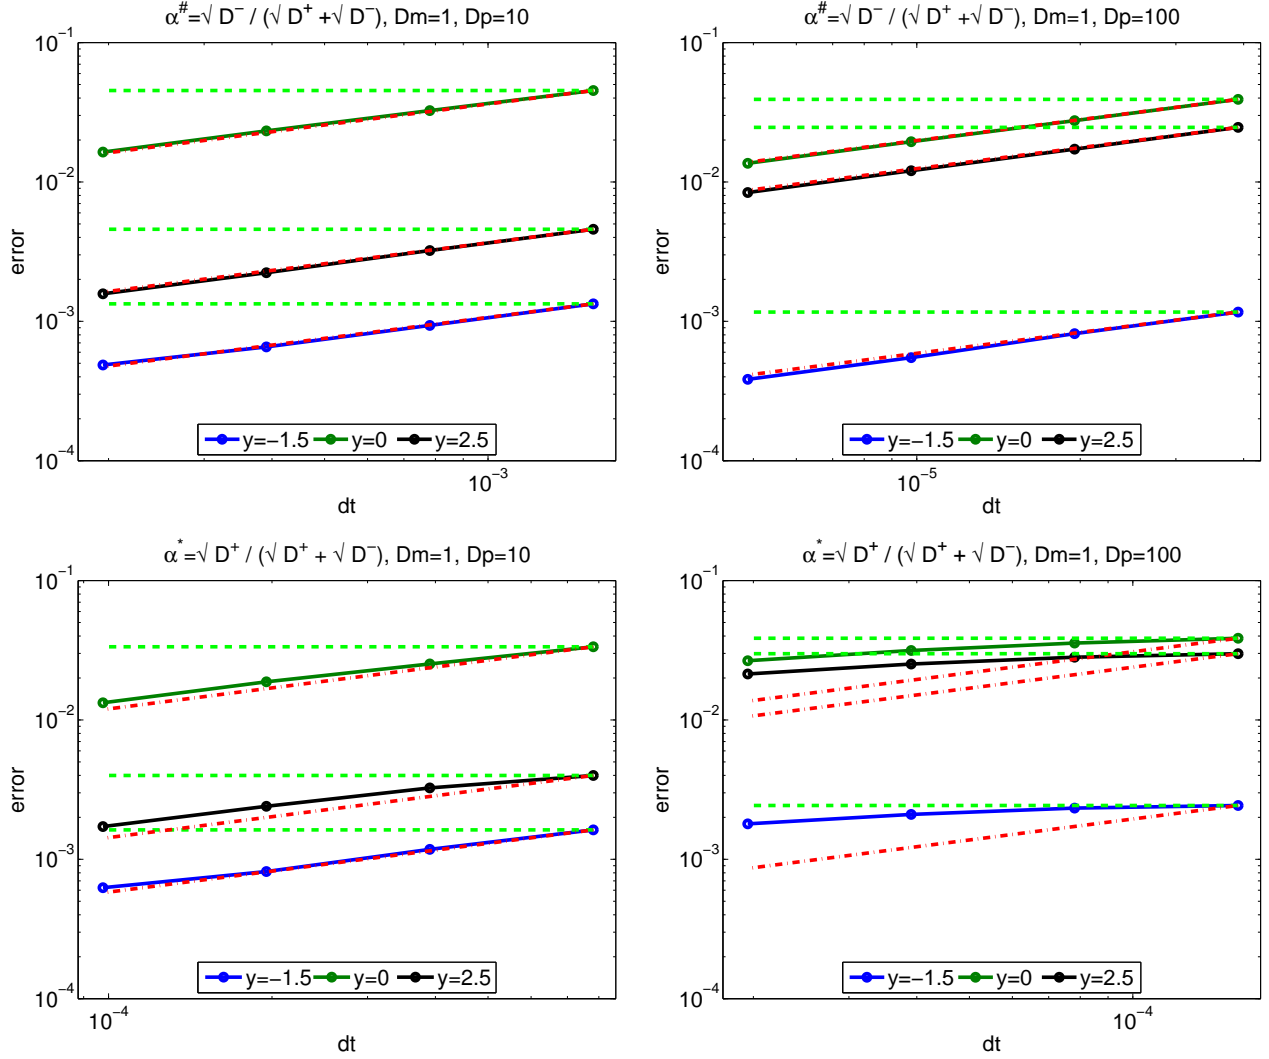 α#=√ D− / (√ D+ +√ D−), Dm=1, Dp=10
10−1
10−2
10−3
10−4
error
y=−1.5 y=0 y=2.5
10−3
dt
α#=√ D− / (√ D+ +√ D−), Dm=1, Dp=100
10−1
10−2
10−3
10−4
error
y=−1.5 y=0 y=2.5
10−5
dt
α*=√ D+ / (√ D+ + √ D−), Dm=1, Dp=10
10−1
10−2
10−3
10−4
error
y=−1.5 y=0 y=2.5
10−4
dt
α*=√ D+ / (√ D+ + √ D−), Dm=1, Dp=100
10−1
10−2
10−3
10−4
error
y=−1.5 y=0 y=2.5
10−4
dt